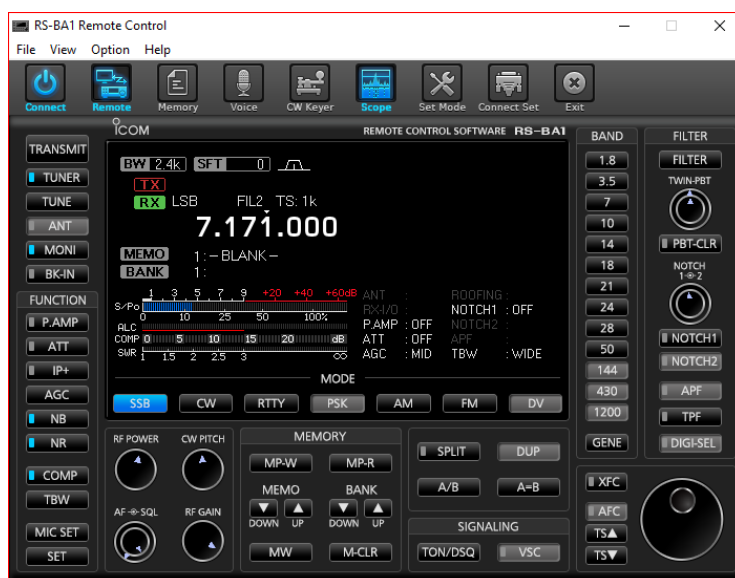 RS-BA1 Remote Control
File View Option Help
Connect Remote Memory Voice CW Keyer Scope Set Mode Connect Set Exit
ICOM REMOTE CONTROL SOFTWARE RS-BA1
TRANSMIT
TUNER
TUNE
ANT
MONI
BK-IN
FUNCTION
P.AMP
ATT
IP+
AGC
NB
NR
COMP
TBW
MIC SET
SET
BW 2.4k SFT 0
TX
RX LSB FIL2 TS: 1k
7.171.000
MEMO 1: – BLANK –
BANK 1:
S/Po 1 3 5 7 9 +20 +40 +60dB
0 10 25 50 100%
ALC
COMP 0 5 10 15 20 dB
SWR 1 1.5 2 2.5 3 ∞
ANT : ROOFING :
RX-I/O : NOTCH1 : OFF
P.AMP : OFF NOTCH2 :
ATT : OFF APF :
AGC : MID TBW : WIDE
MODE
SSB CW RTTY PSK AM FM DV
RF POWER CW PITCH
AF SQL RF GAIN
MEMORY
MP-W MP-R
MEMO BANK
DOWN UP DOWN UP
MW M-CLR
SPLIT DUP
A/B A=B
SIGNALING
TON/DSQ VSC
BAND
1.8
3.5
7
10
14
18
21
24
28
50
144
430
1200
GENE
FILTER
FILTER
TWIN-PBT
PBT-CLR
NOTCH
1 2
NOTCH1
NOTCH2
APF
TPF
DIGI-SEL
XFC
AFC
TS▲
TS▼